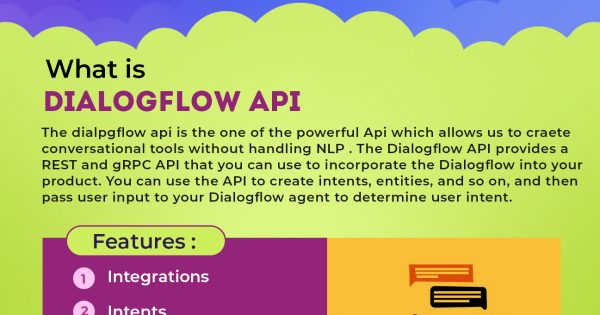 What is
DIALOGFLOW API
The dialpgflow api is the one of the powerful Api which allows us to craete
conversational tools without handling NLP . The Dialogflow API provides a
REST and gRPC API that you can use to incorporate the Dialogflow into your
product. You can use the API to create intents, entities, and so on, and then
pass user input to your Dialogflow agent to determine user intent.
Features :
1 Integrations
2 Intents